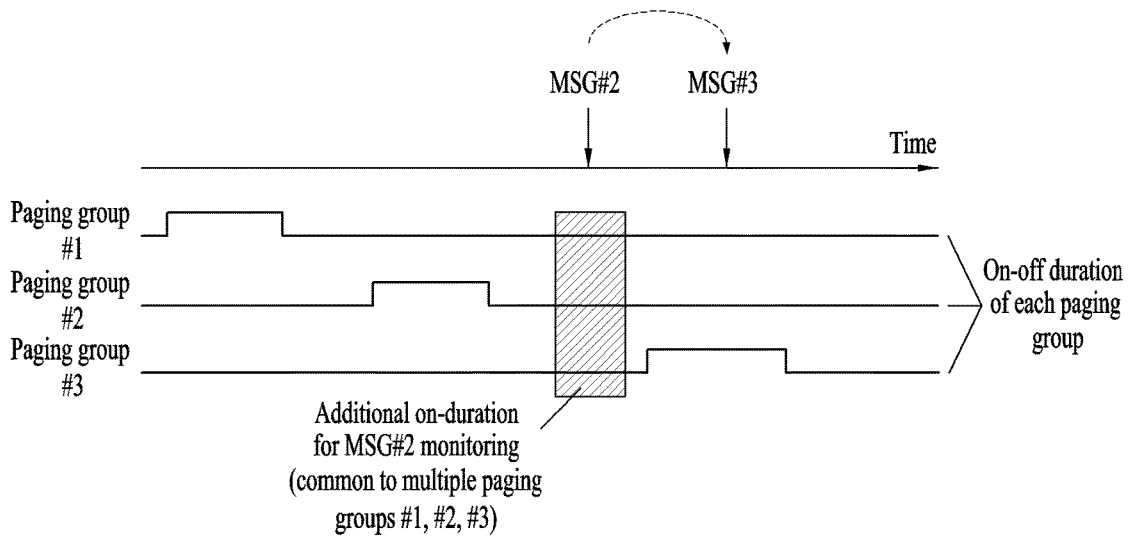 MSG#2
MSG#3
Time
Paging group
#1
Paging group
#2
Paging group
#3
On-off duration
of each paging
group
Additional on-duration
for MSG#2 monitoring
(common to multiple paging
groups #1, #2, #3)